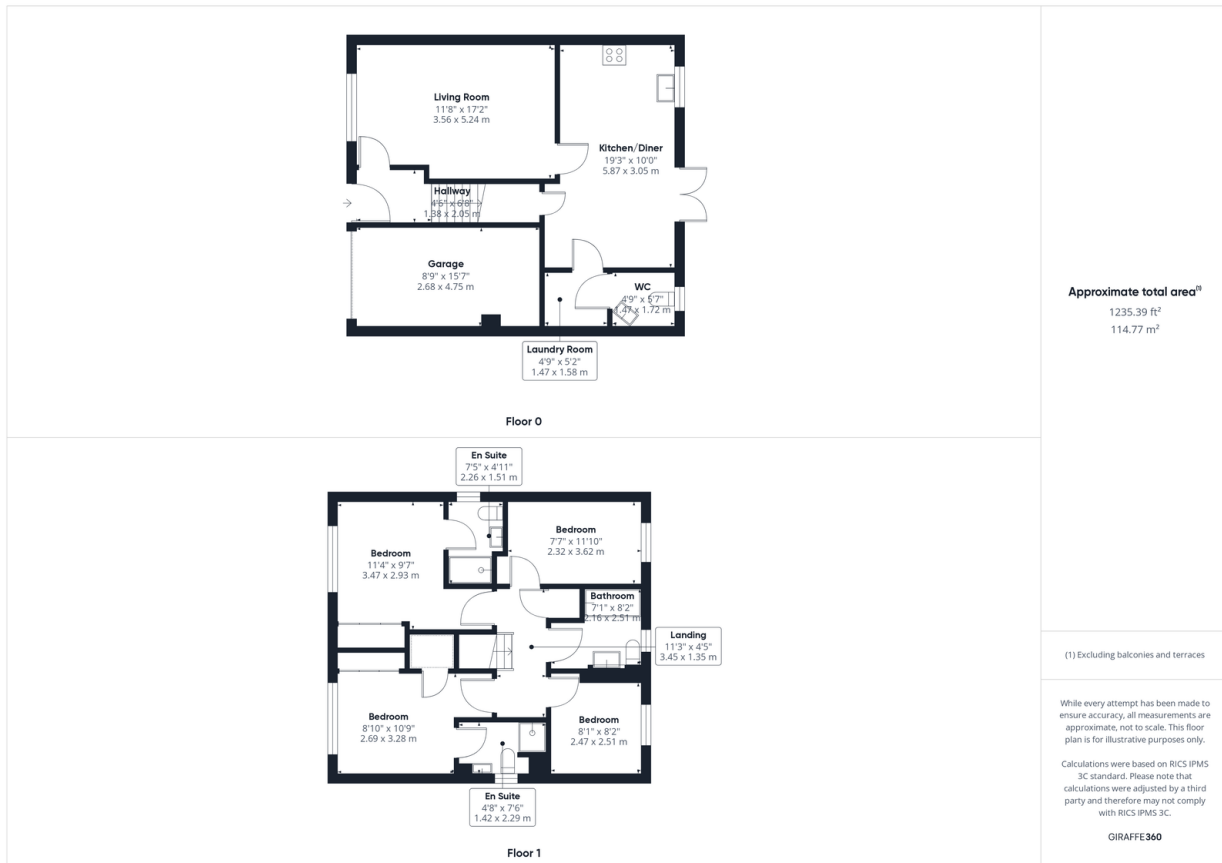 Living Room
11'8" x 17'2"
3.56 x 5.24 m
Kitchen/Diner
19'3" x 10'0"
5.87 x 3.05 m
Hallway
4'6" x 6'8"
1.38 x 2.05 m
Garage
8'9" x 15'7"
2.68 x 4.75 m
WC
4'9" x 5'7"
1.47 x 1.72 m
Laundry Room
4'9" x 5'2"
1.47 x 1.58 m
Floor 0
En Suite
7'5" x 4'11"
2.26 x 1.51 m
Bedroom
7'7" x 11'10"
2.32 x 3.62 m
Bedroom
11'4" x 9'7"
3.47 x 2.93 m
Bathroom
7'1" x 8'2"
2.16 x 2.51 m
Landing
11'3" x 4'5"
3.45 x 1.35 m
Bedroom
8'10" x 10'9"
2.69 x 3.28 m
Bedroom
8'1" x 8'2"
2.47 x 2.51 m
En Suite
4'8" x 7'6"
1.42 x 2.29 m
Floor 1
Approximate total area(1)
1235.39 ft²
114.77 m²
(1) Excluding balconies and terraces
While every attempt has been made to
ensure accuracy, all measurements are
approximate, not to scale. This floor
plan is for illustrative purposes only.
Calculations were based on RICS IPMS
3C standard. Please note that
calculations were adjusted by a third
party and therefore may not comply
with RICS IPMS 3C.
GIRAFFE360